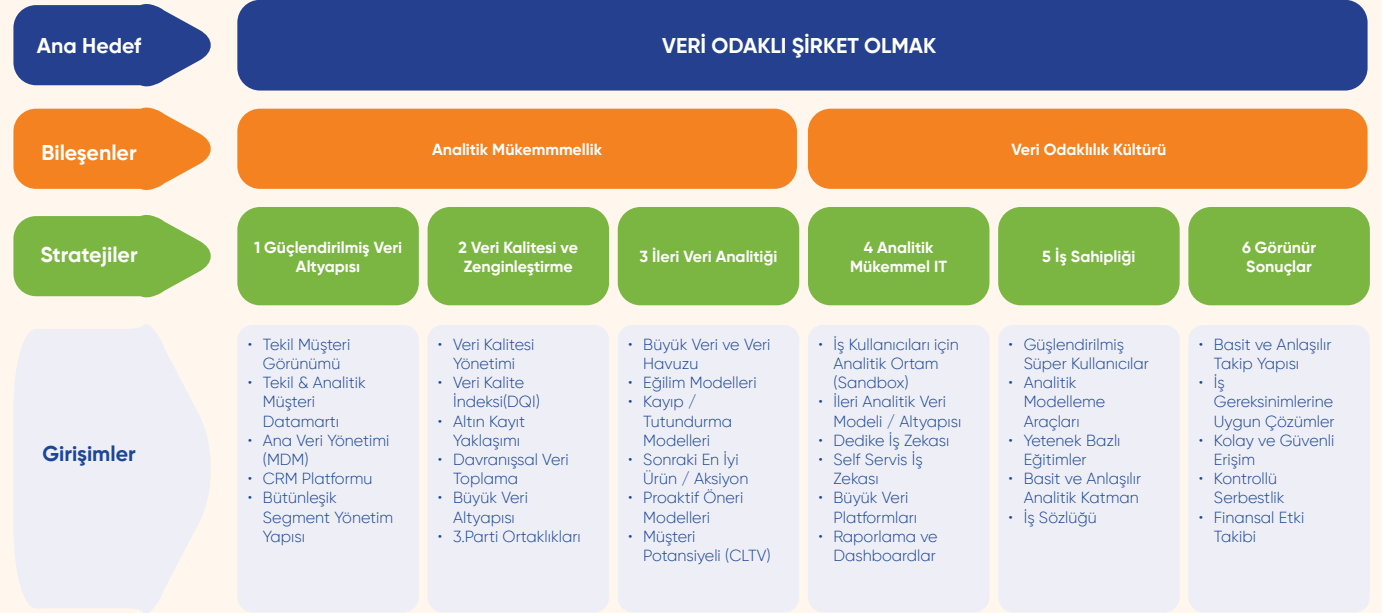 Ana Hedef
VERİ ODAKLI ŞİRKET OLMAK
Bileşenler
Analitik Mükemmmellik
Veri Odaklılık Kültürü
Stratejiler
1 Güçlendirilmiş Veri
Altyapısı
2 Veri Kalitesi ve
Zenginleştirme
3 İleri Veri Analitiği
4 Analitik
Mükemmel IT
5 İş Sahipliği
6 Görünür
Sonuçlar
Girişimler
• Tekil Müşteri
Görünümü
• Tekil & Analitik
Müşteri
Datamartı
• Ana Veri Yönetimi
(MDM)
• CRM Platformu
• Bütünleşik
Segment Yönetim
Yapısı
• Veri Kalitesi
Yönetimi
• Veri Kalite
İndeksi(DQI)
• Altın Kayıt
Yaklaşımı
• Davranışsal Veri
Toplama
• Büyük Veri
Altyapısı
• 3.Parti Ortaklıkları
• Büyük Veri ve Veri
Havuzu
• Eğilim Modelleri
• Kayıp /
Tutundurma
Modelleri
• Sonraki En İyi
Ürün / Aksiyon
• Proaktif Öneri
Modelleri
• Müşteri
Potansiyeli (CLTV)
• İş Kullanıcıları için
Analitik Ortam
(Sandbox)
• İleri Analitik Veri
Modeli / Altyapısı
• Dedike İş Zekası
• Self Servis İş
Zekası
• Büyük Veri
Platformları
• Raporlama ve
Dashboardlar
• Güşlendirilmiş
Süper Kullanıcılar
• Analitik
Modelleme
Araçları
• Yetenek Bazlı
Eğitimler
• Basit ve Anlaşılır
Analitik Katman
• İş Sözlüğü
• Basit ve Anlaşılır
Takip Yapısı
• İş
Gereksinimlerine
Uygun Çözümler
• Kolay ve Güvenli
Erişim
• Kontrollü
Serbestlik
• Finansal Etki
Takibi